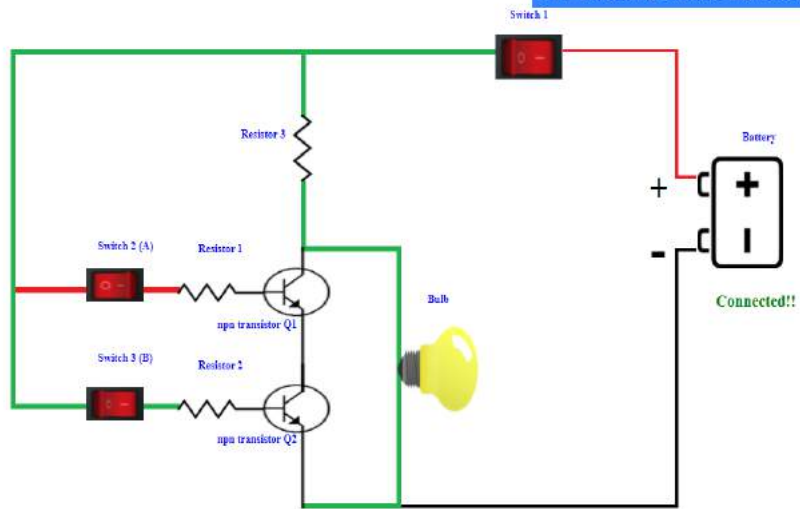 Switch 1
Resistor 3
Battery
+
+
-
-
Switch 2 (A)
Resistor 1
npn transistor Q1
Bulb
Connected!!
Switch 3 (B)
Resistor 2
npn transistor Q2